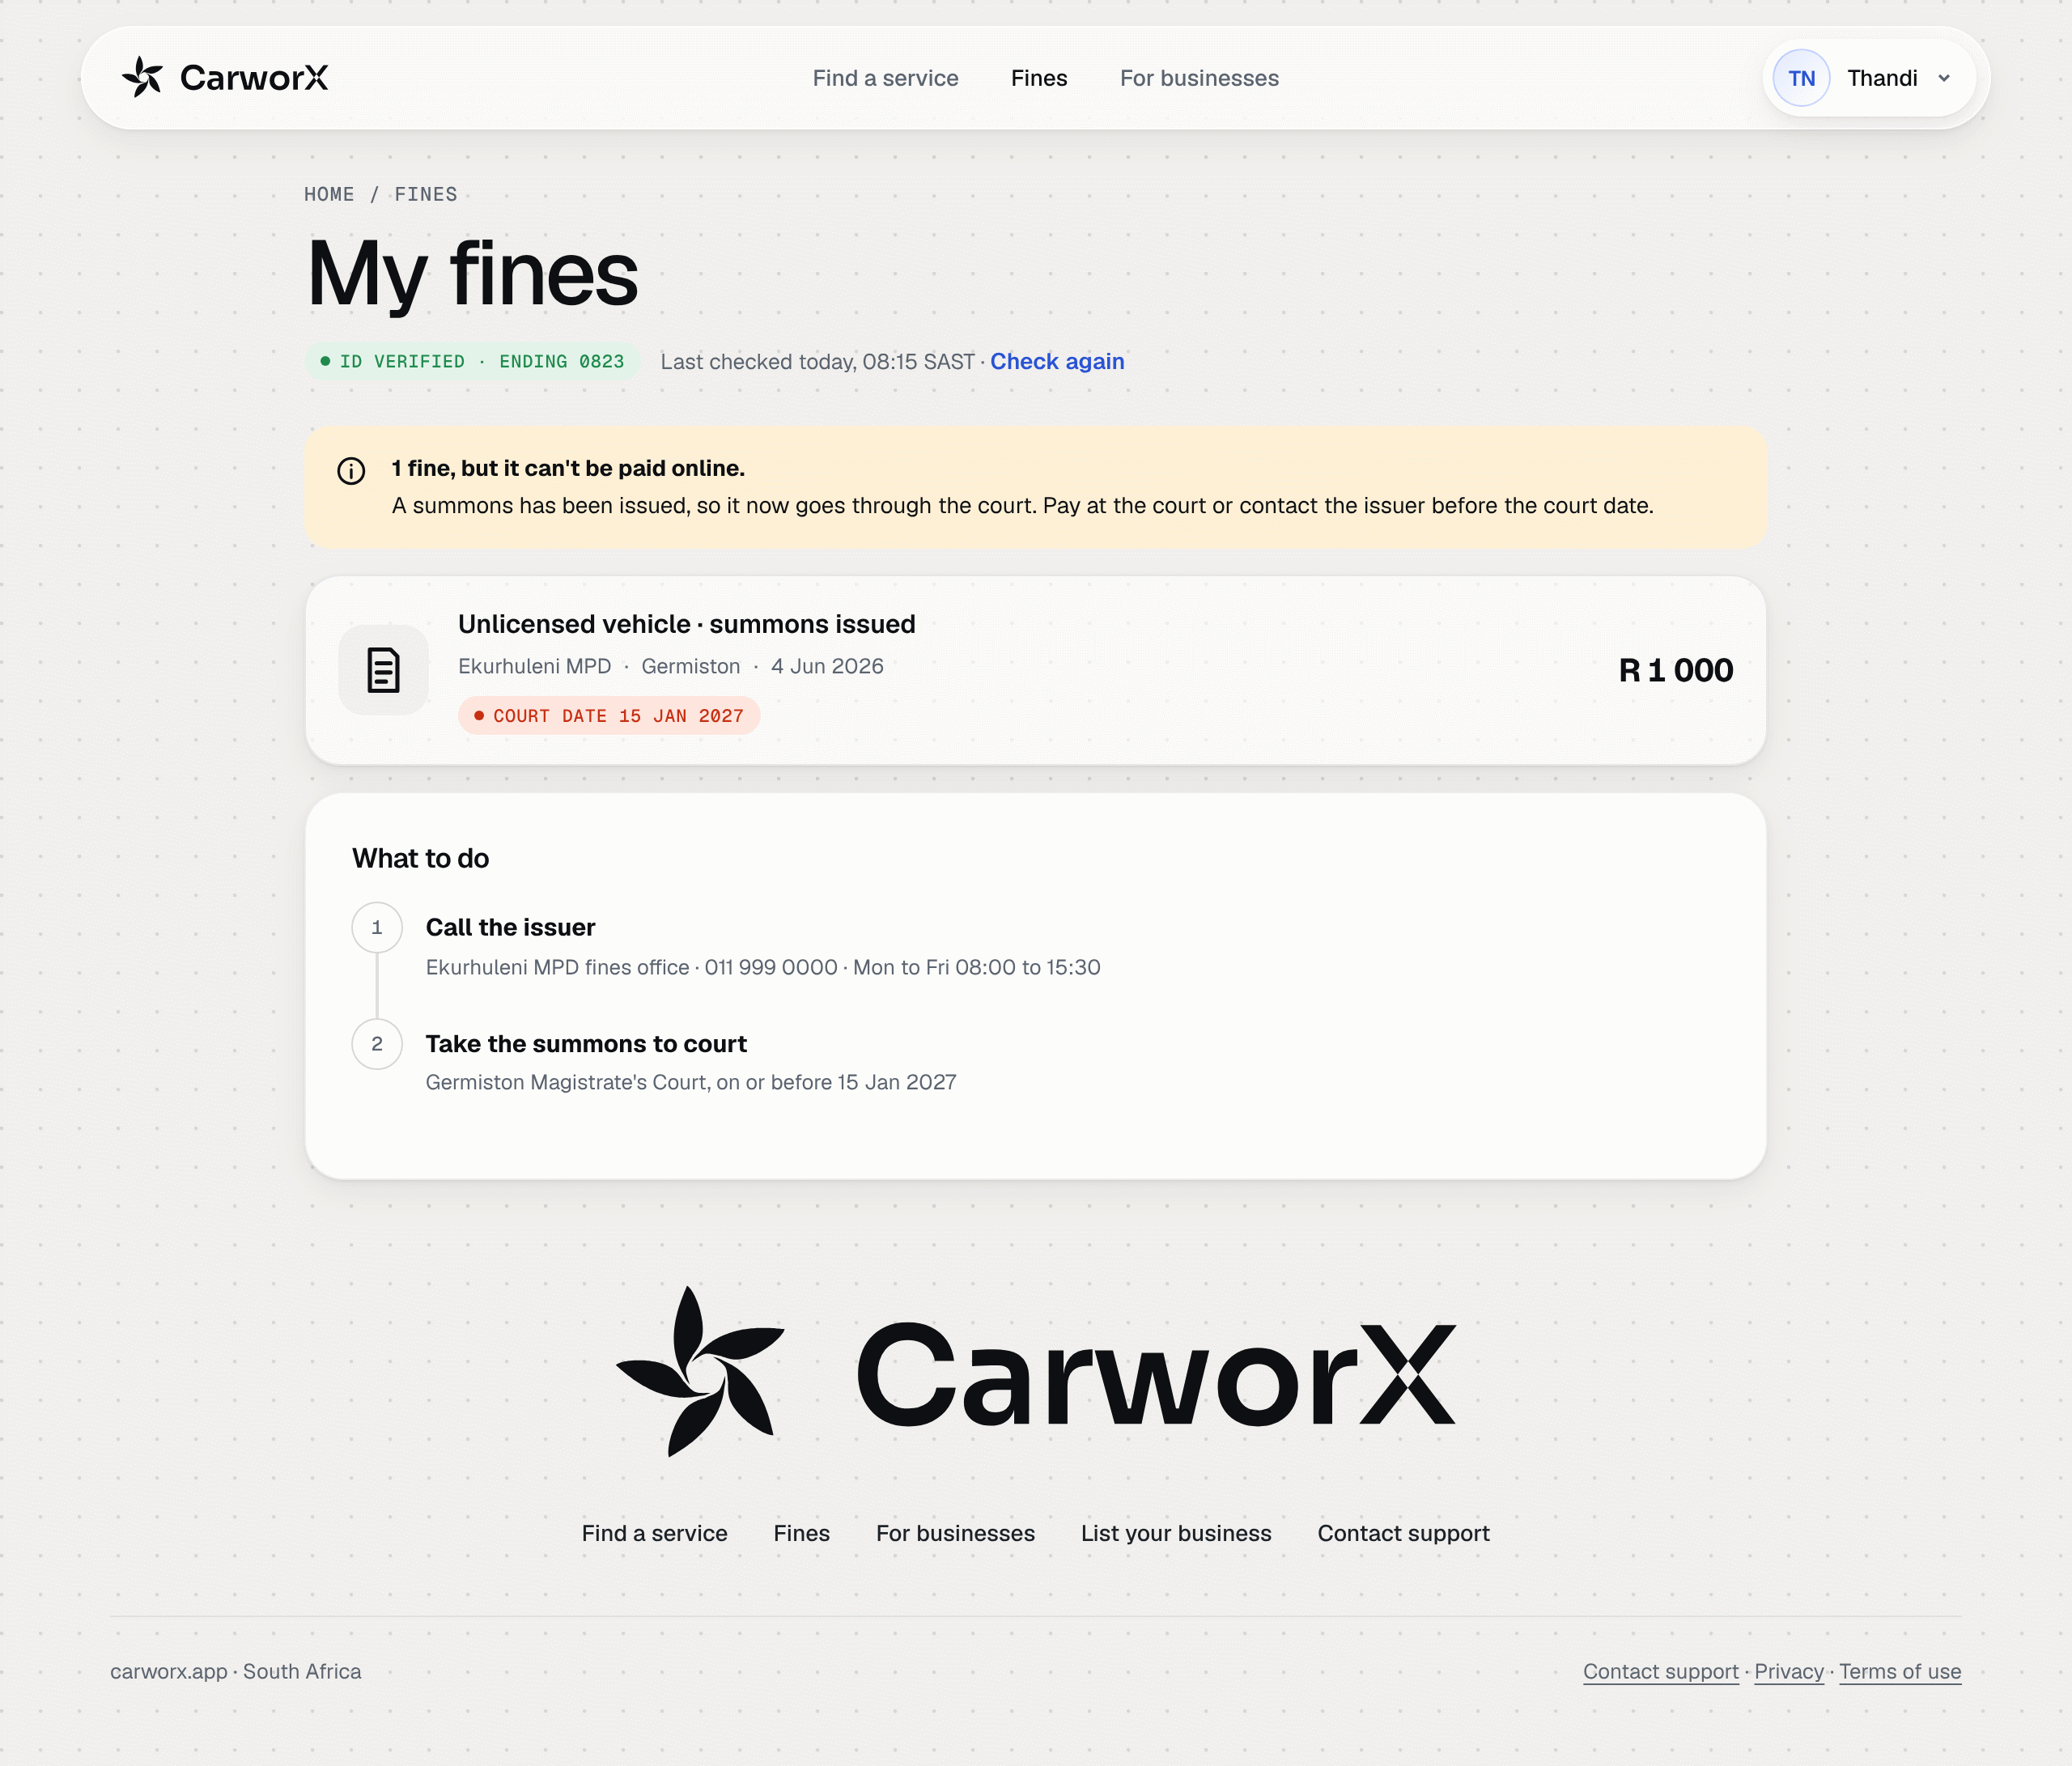 CarworX
Find a service
Fines
For businesses
TN
Thandi
HOME / FINES
My fines
ID VERIFIED · ENDING 0823
Last checked today, 08:15 SAST · Check again
1 fine, but it can't be paid online.
A summons has been issued, so it now goes through the court. Pay at the court or contact the issuer before the court date.
Unlicensed vehicle · summons issued
Ekurhuleni MPD · Germiston · 4 Jun 2026
R 1 000
COURT DATE 15 JAN 2027
What to do
1
Call the issuer
Ekurhuleni MPD fines office · 011 999 0000 · Mon to Fri 08:00 to 15:30
2
Take the summons to court
Germiston Magistrate's Court, on or before 15 Jan 2027
CarworX
Find a service
Fines
For businesses
List your business
Contact support
carworx.app · South Africa
Contact support · Privacy · Terms of use